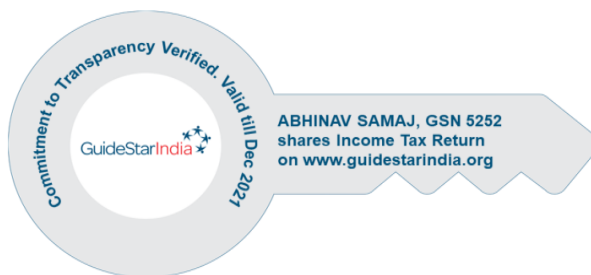 Commitment to Transparency Verified. Valid till Dec 2021
GuideStarIndia
ABHINAV SAMAJ, GSN 5252
shares Income Tax Return
on www.guidestarindia.org